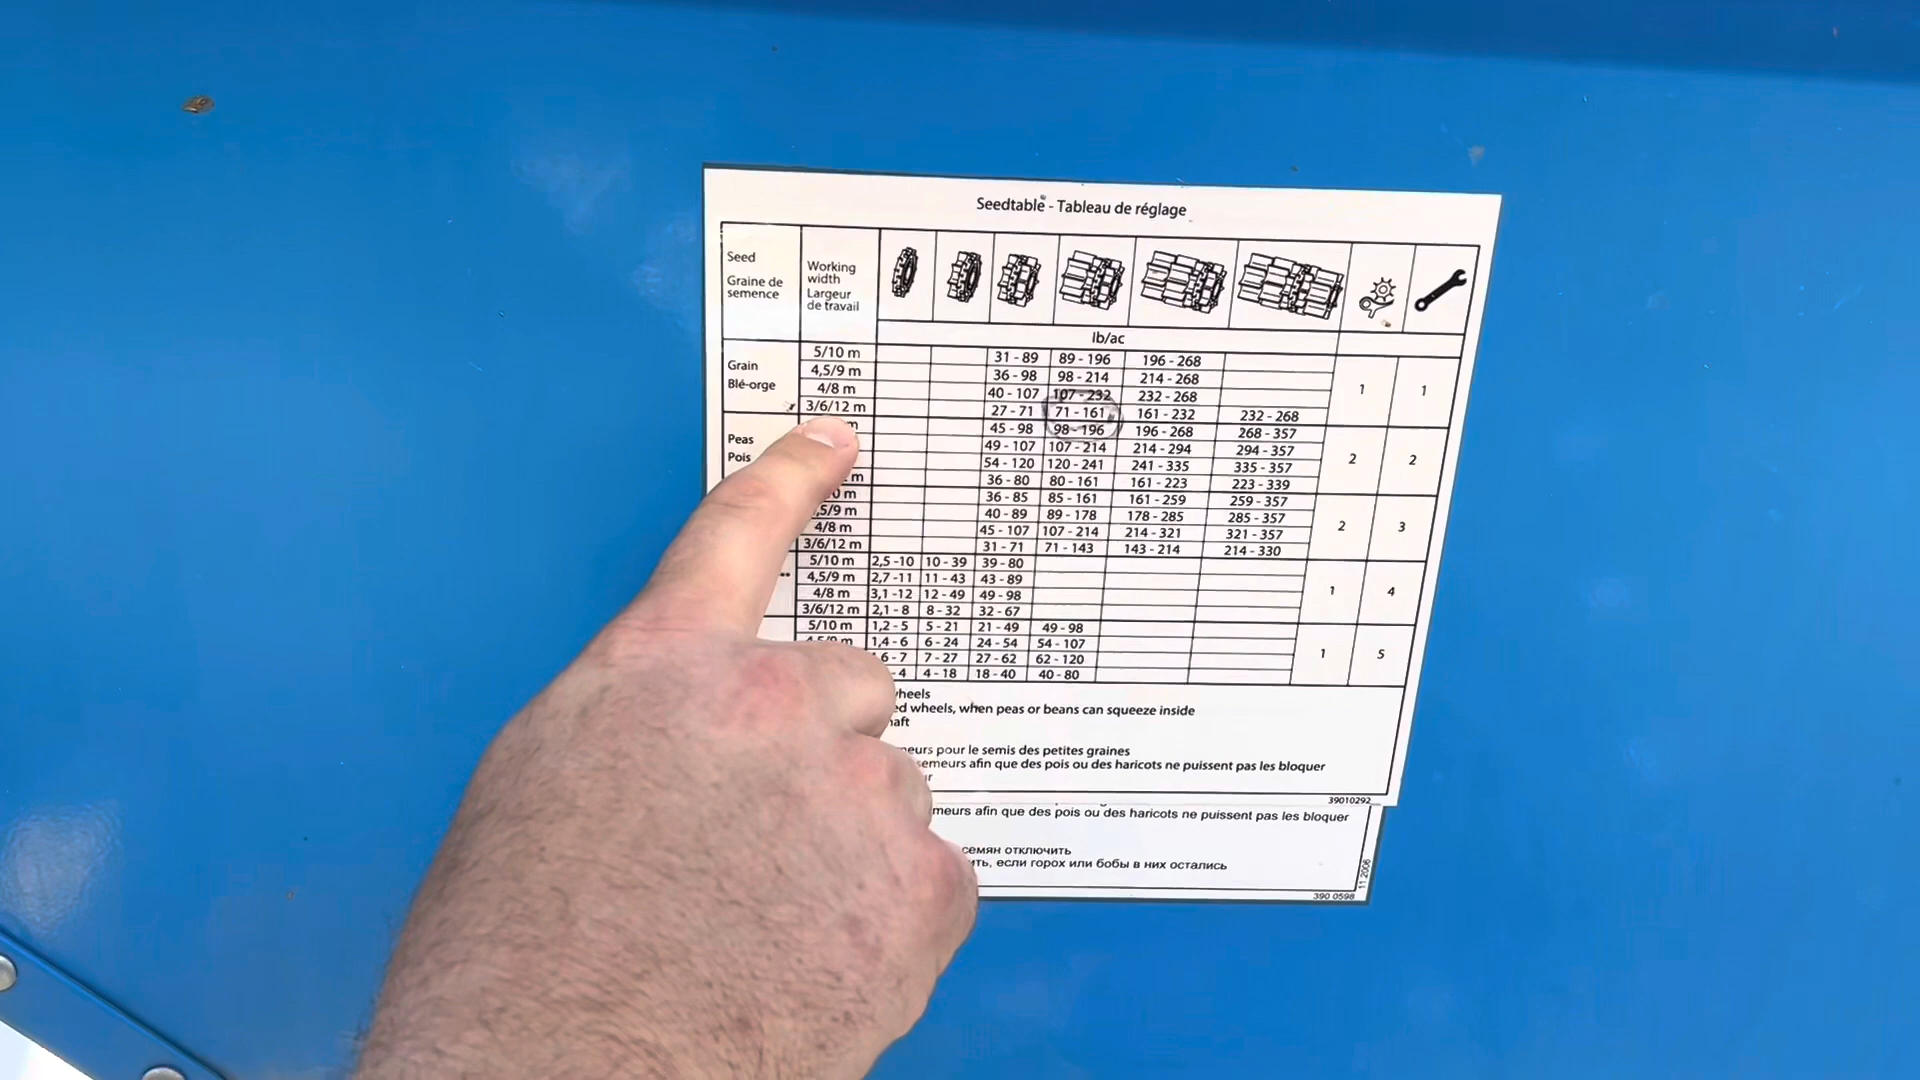 Seedtable - Tableau de réglage
Seed
Graine de
semence
Working
width
Largeur
de travail
lb/ac
Grain
Blé-orge
5/10 m 31 - 89 89 - 196 196 - 268
4,5/9 m 36 - 98 98 - 214 214 - 268
4/8 m 40 - 107 107 - 232 232 - 268
3/6/12 m 27 - 71 71 - 161 161 - 232 232 - 268
1 1
Peas
Pois
m 45 - 98 98 - 196 196 - 268 268 - 357
49 - 107 107 - 214 214 - 294 294 - 357
54 - 120 120 - 241 241 - 335 335 - 357
m 36 - 80 80 - 161 161 - 223 223 - 339
2 2
0 m 36 - 85 85 - 161 161 - 259 259 - 357
,5/9 m 40 - 89 89 - 178 178 - 285 285 - 357
4/8 m 45 - 107 107 - 214 214 - 321 321 - 357
3/6/12 m 31 - 71 71 - 143 143 - 214 214 - 330
2 3
**
5/10 m 2,5 -10 10 - 39 39 - 80
4,5/9 m 2,7 -11 11 - 43 43 - 89
4/8 m 3,1 -12 12 - 49 49 - 98
3/6/12 m 2,1 - 8 8 - 32 32 - 67
1 4
5/10 m 1,2 - 5 5 - 21 21 - 49 49 - 98
4,5/9 m 1,4 - 6 6 - 24 24 - 54 54 - 107
6 - 7 7 - 27 27 - 62 62 - 120
- 4 4 - 18 18 - 40 40 - 80
1 5
wheels
ed wheels, when peas or beans can squeeze inside
haft
meurs pour le semis des petites graines
semeurs afin que des pois ou des haricots ne puissent pas les bloquer
ur
39010292
meurs afin que des pois ou des haricots ne puissent pas les bloquer
семян отключить
ить, если горох или бобы в них остались
11.2006
390 0598